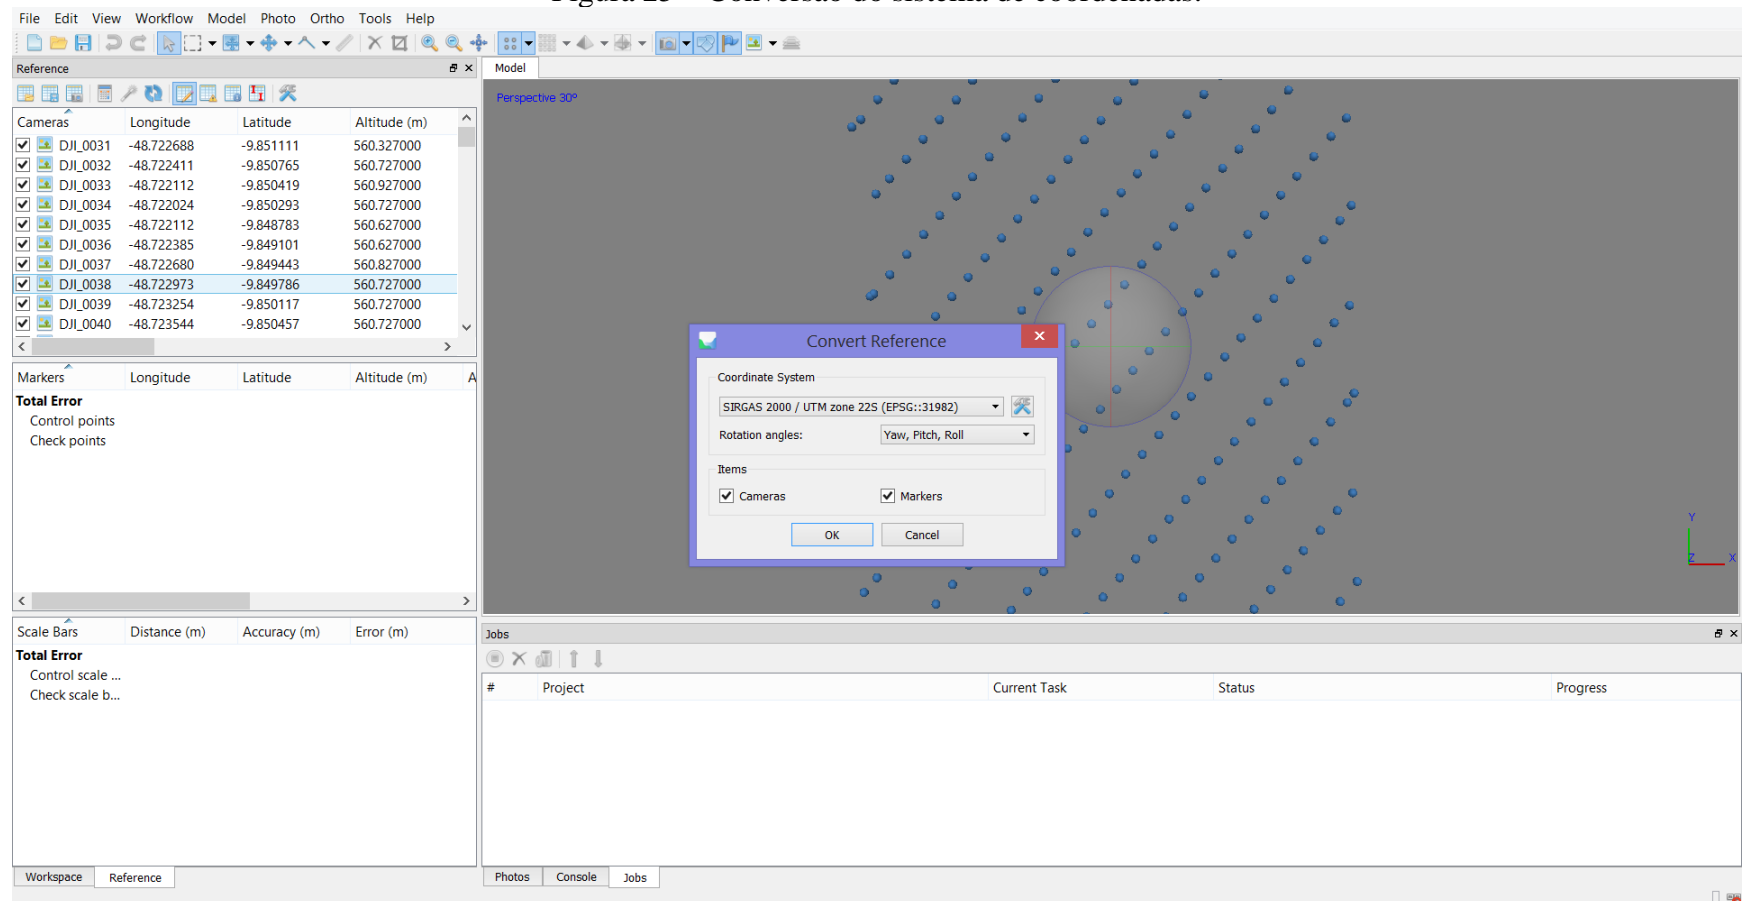 Figura 23 – Conversão do sistema de coordenadas.
File Edit View Workflow Model Photo Ortho Tools Help
Reference
Model
Perspective 30°
Cameras Longitude Latitude Altitude (m)
DJI_0031 -48.722688 -9.851111 560.327000
DJI_0032 -48.722411 -9.850765 560.727000
DJI_0033 -48.722112 -9.850419 560.927000
DJI_0034 -48.722024 -9.850293 560.727000
DJI_0035 -48.722112 -9.848783 560.627000
DJI_0036 -48.722385 -9.849101 560.627000
DJI_0037 -48.722680 -9.849443 560.827000
DJI_0038 -48.722973 -9.849786 560.727000
DJI_0039 -48.723254 -9.850117 560.727000
DJI_0040 -48.723544 -9.850457 560.727000
Markers Longitude Latitude Altitude (m) A
Total Error
Control points
Check points
Convert Reference
Coordinate System
SIRGAS 2000 / UTM zone 22S (EPSG::31982)
Rotation angles: Yaw, Pitch, Roll
Items
Cameras Markers
OK Cancel
Y
Z X
Scale Bars Distance (m) Accuracy (m) Error (m)
Total Error
Control scale ...
Check scale b...
Jobs
# Project Current Task Status Progress
Workspace Reference
Photos Console Jobs